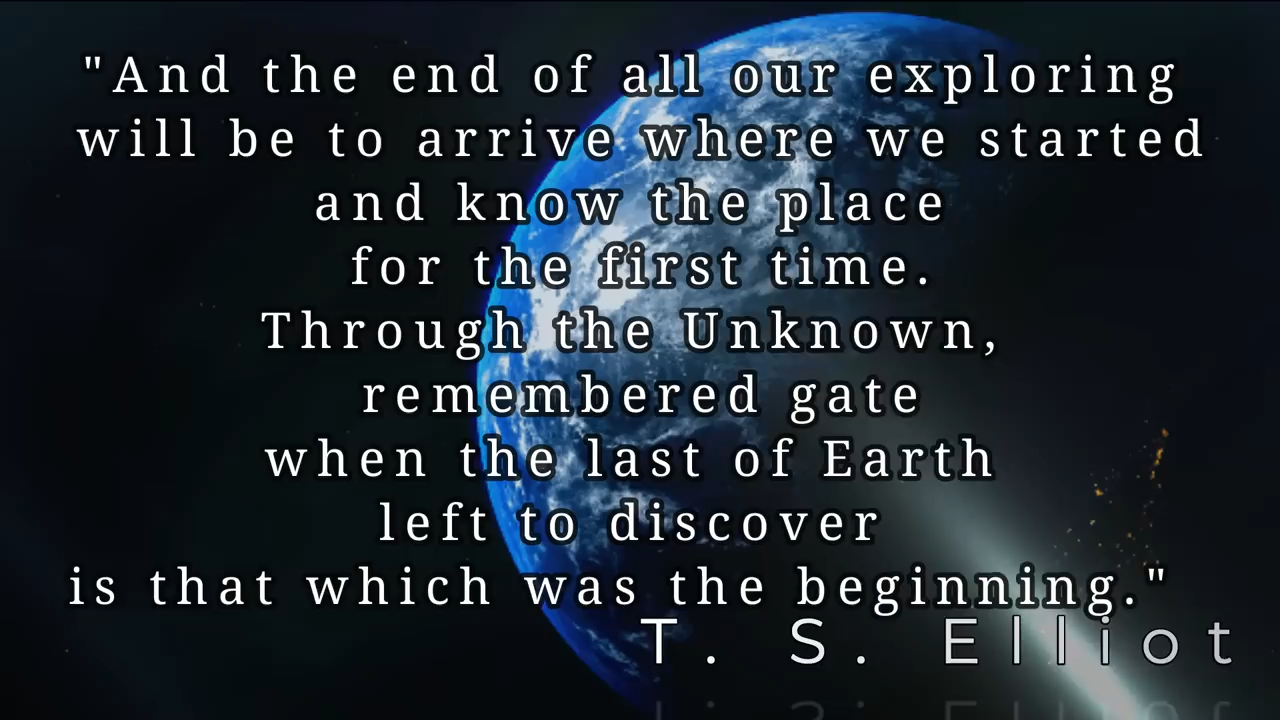 "And the end of all our exploring
will be to arrive where we started
and know the place
for the first time.
Through the Unknown,
remembered gate
when the last of Earth
left to discover
is that which was the beginning."
T. S. Elliot